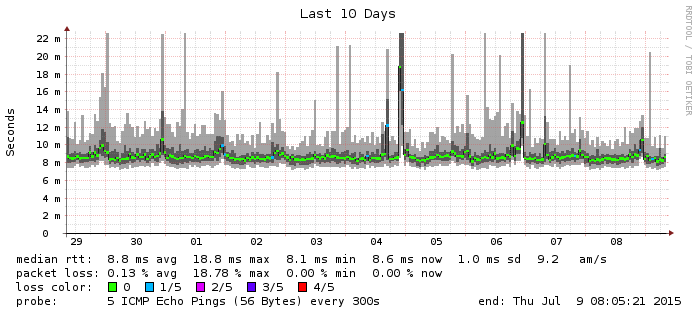 Last 10 Days
RRDTOOL / TOBI OETIKER
Seconds
22 m
20 m
18 m
16 m
14 m
12 m
10 m
8 m
6 m
4 m
2 m
0
29 30 01 02 03 04 05 06 07 08
median rtt: 8.8 ms avg 18.8 ms max 8.1 ms min 8.6 ms now 1.0 ms sd 9.2 am/s
packet loss: 0.13 % avg 18.78 % max 0.00 % min 0.00 % now
loss color: 0 1/5 2/5 3/5 4/5
probe: 5 ICMP Echo Pings (56 Bytes) every 300s end: Thu Jul 9 08:05:21 2015